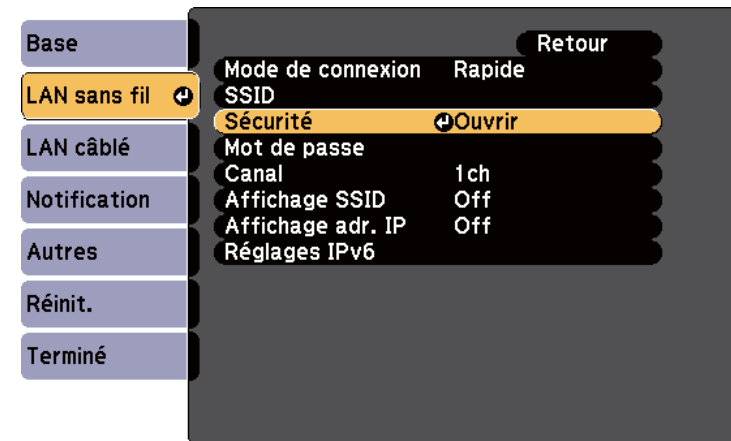 Base
LAN sans fil
LAN câblé
Notification
Autres
Réinit.
Terminé
Retour
Mode de connexion Rapide
SSID
Sécurité Ouvrir
Mot de passe
Canal 1ch
Affichage SSID Off
Affichage adr. IP Off
Réglages IPv6